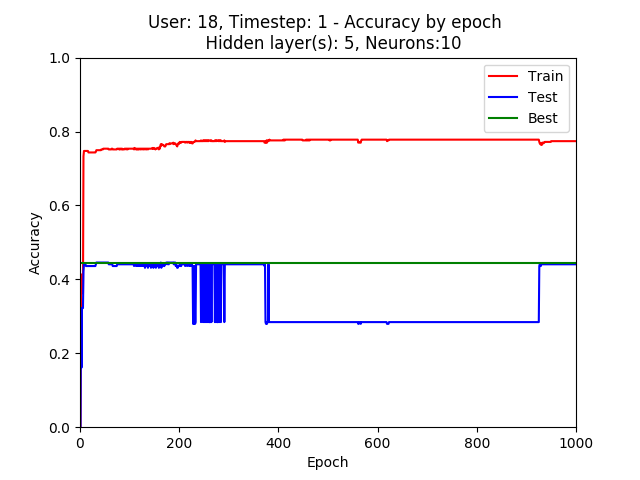 User: 18, Timestep: 1 - Accuracy by epoch
Hidden layer(s): 5, Neurons:10
1.0
0.8
0.6
0.4
0.2
0.0
Accuracy
Train
Test
Best
0
200
400
600
800
1000
Epoch